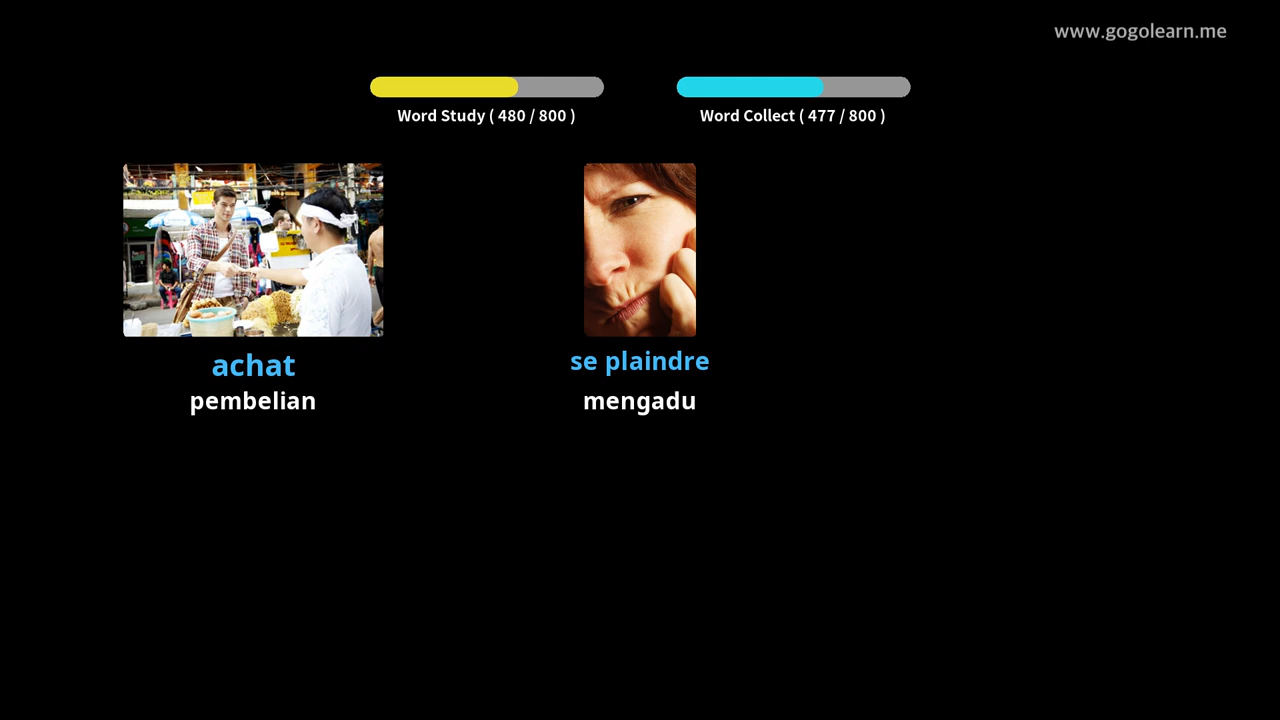 www.gogolearn.me
Word Study ( 480 / 800 )
Word Collect ( 477 / 800 )
achat
pembelian
se plaindre
mengadu